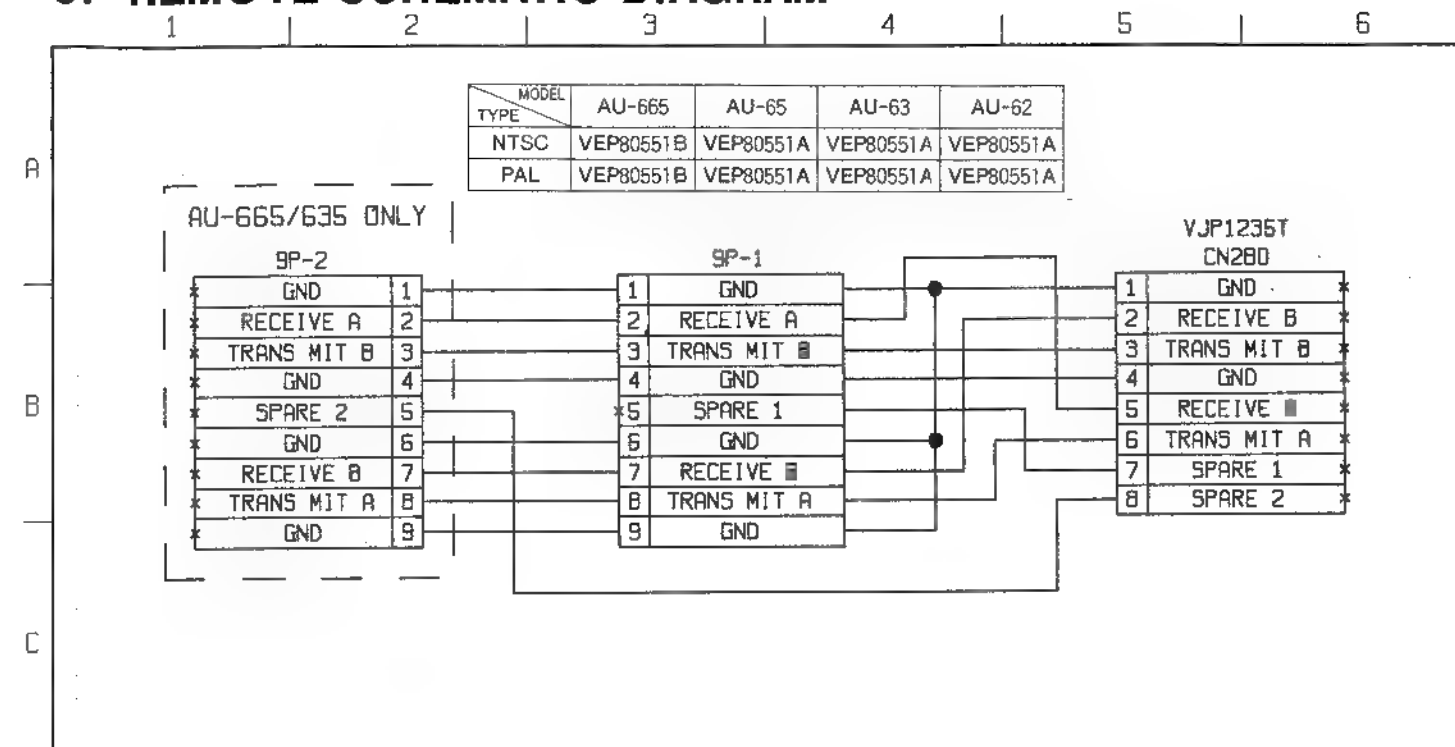 1 2 3 4 5 6
MODEL
TYPE AU-665 AU-65 AU-63 AU-62
NTSC VEP80551B VEP80551A VEP80551A VEP80551A
PAL VEP80551B VEP80551A VEP80551A VEP80551A
A
B
C
AU-665/635 ONLY
9P-2
GND 1
RECEIVE A 2
TRANS MIT B 3
GND 4
SPARE 2 5
GND 6
RECEIVE B 7
TRANS MIT A 8
GND 9
9P-1
1 GND
2 RECEIVE A
3 TRANS MIT
4 GND
5 SPARE 1
6 GND
7 RECEIVE
8 TRANS MIT A
9 GND
VJP1235T
CN280
1 GND
2 RECEIVE B
3 TRANS MIT B
4 GND
5 RECEIVE
6 TRANS MIT A
7 SPARE 1
8 SPARE 2